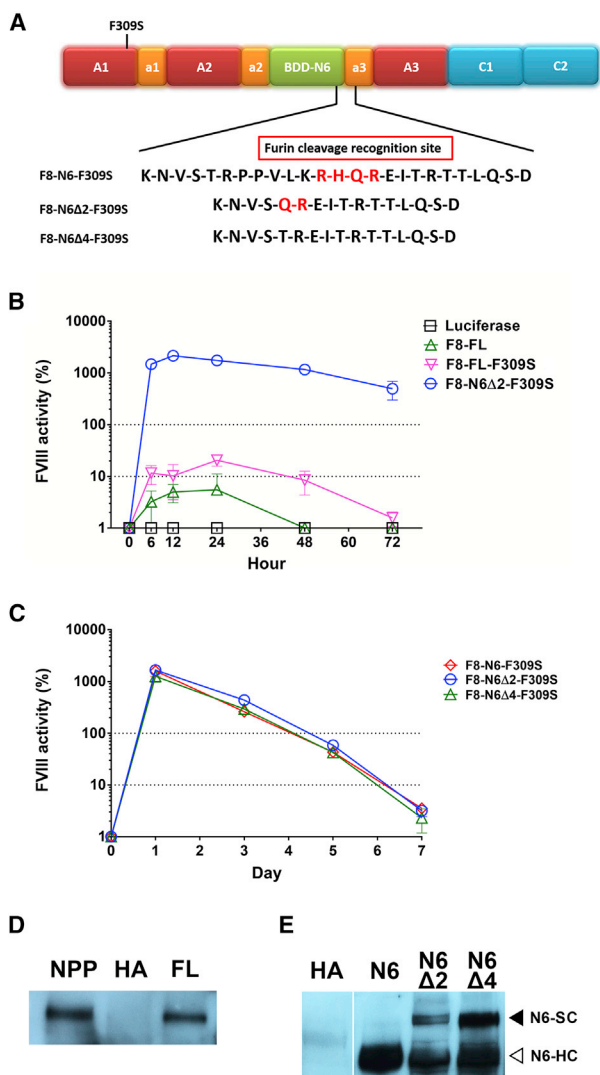 A
F309S
A1 a1 A2 a2 BDD-N6 a3 A3 C1 C2
Furin cleavage recognition site
F8-N6-F309S K-N-V-S-T-R-P-P-V-L-K-R-H-Q-R-E-I-T-R-T-T-L-Q-S-D
F8-N6Δ2-F309S K-N-V-S-Q-R-E-I-T-R-T-T-L-Q-S-D
F8-N6Δ4-F309S K-N-V-S-T-R-E-I-T-R-T-T-L-Q-S-D
B
FVIII activity (%)
10000
1000
100
10
1
0 6 12 24 36 48 60 72
Hour
Luciferase
F8-FL
F8-FL-F309S
F8-N6Δ2-F309S
C
FVIII activity (%)
10000
1000
100
10
1
0 1 2 3 4 5 6 7
Day
F8-N6-F309S
F8-N6Δ2-F309S
F8-N6Δ4-F309S
D
NPP HA FL
E
HA N6 N6 Δ2 N6 Δ4
N6-SC
N6-HC